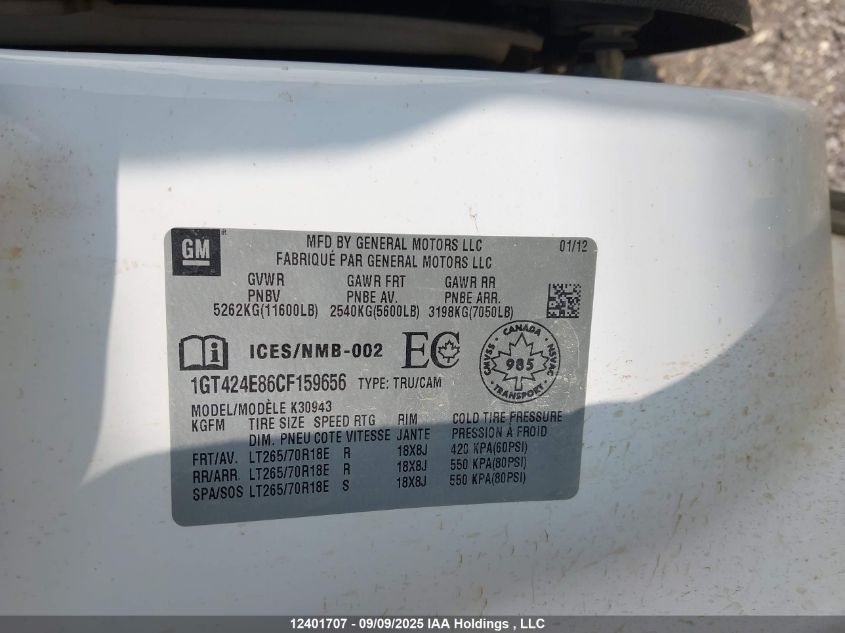 GM
MFD BY GENERAL MOTORS LLC 01/12
FABRIQUÉ PAR GENERAL MOTORS LLC
GVWR GAWR FRT GAWR RR
PNBV PNBE AV. PNBE ARR.
5262KG(11600LB) 2540KG(5600LB) 3198KG(7050LB)
ICES/NMB-002 EC
CANADA
CMVSS 985 NSVAC
TRANSPORT
1GT424E86CF159656 TYPE: TRU/CAM
MODEL/MODÈLE K30943
KGFM TIRE SIZE SPEED RTG RIM COLD TIRE PRESSURE
DIM. PNEU COTE VITESSE JANTE PRESSION À FROID
FRT/AV. LT265/70R18E R 18X8J 420 KPA(60PSI)
RR/ARR. LT265/70R18E R 18X8J 550 KPA(80PSI)
SPA/SOS LT265/70R18E S 18X8J 550 KPA(80PSI)
12401707 - 09/09/2025 IAA Holdings , LLC